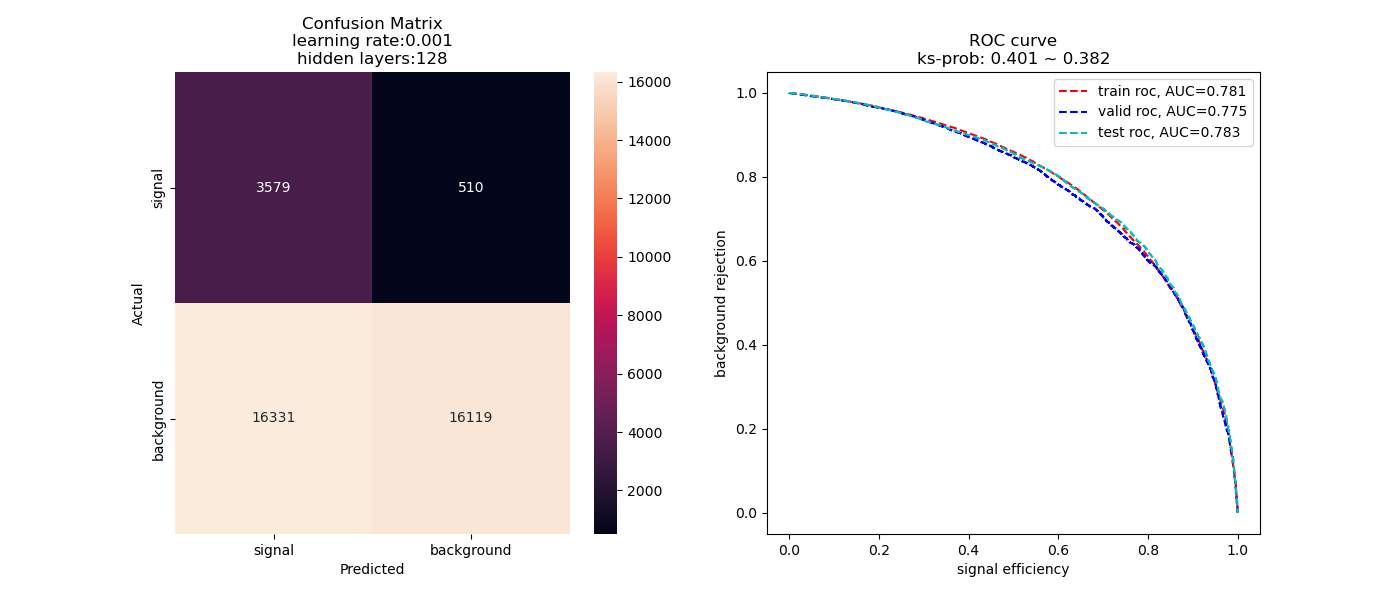 Confusion Matrix
learning rate:0.001
hidden layers:128
signal
background
Actual
3579
510
16331
16119
signal
background
Predicted
16000
14000
12000
10000
8000
6000
4000
2000
ROC curve
ks-prob: 0.401 ~ 0.382
train roc, AUC=0.781
valid roc, AUC=0.775
test roc, AUC=0.783
background rejection
1.0
0.8
0.6
0.4
0.2
0.0
0.0
0.2
0.4
0.6
0.8
1.0
signal efficiency